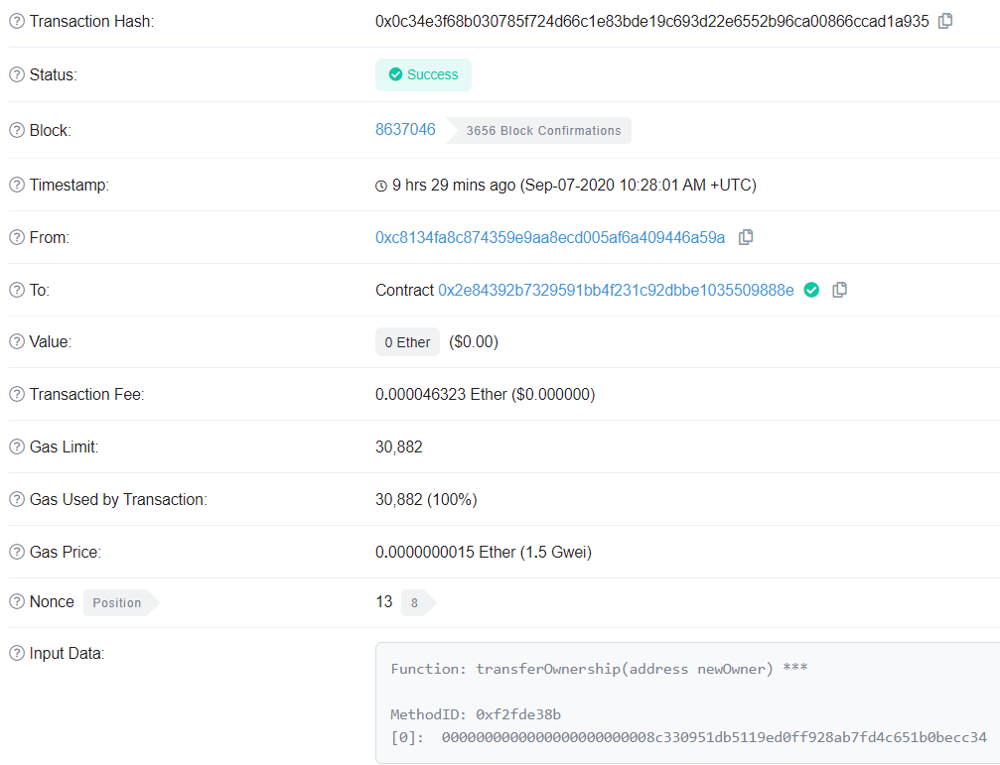 Transaction Hash: 0x0c34e3f68b030785f724d66c1e83bde19c693d22e6552b96ca00866ccad1a935
Status: Success
Block: 8637046 3656 Block Confirmations
Timestamp: 9 hrs 29 mins ago (Sep-07-2020 10:28:01 AM +UTC)
From: 0xc8134fa8c874359e9aa8ecd005af6a409446a59a
To: Contract 0x2e84392b7329591bb4f231c92dbbe1035509888e
Value: 0 Ether ($0.00)
Transaction Fee: 0.000046323 Ether ($0.000000)
Gas Limit: 30,882
Gas Used by Transaction: 30,882 (100%)
Gas Price: 0.0000000015 Ether (1.5 Gwei)
Nonce Position 13 8
Input Data:
Function: transferOwnership(address newOwner) ***
MethodID: 0xf2fde38b
[0]: 0000000000000000000000008c330951db5119ed0ff928ab7fd4c651b0becc34